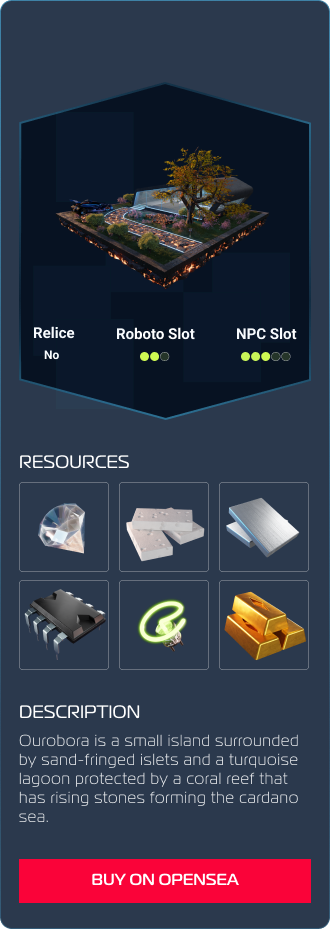 Relice
No
Roboto Slot
NPC Slot
RESOURCES
DESCRIPTION
Ourobora is a small island surrounded
by sand-fringed islets and a turquoise
lagoon protected by a coral reef that
has rising stones forming the cardano
sea.
BUY ON OPENSEA